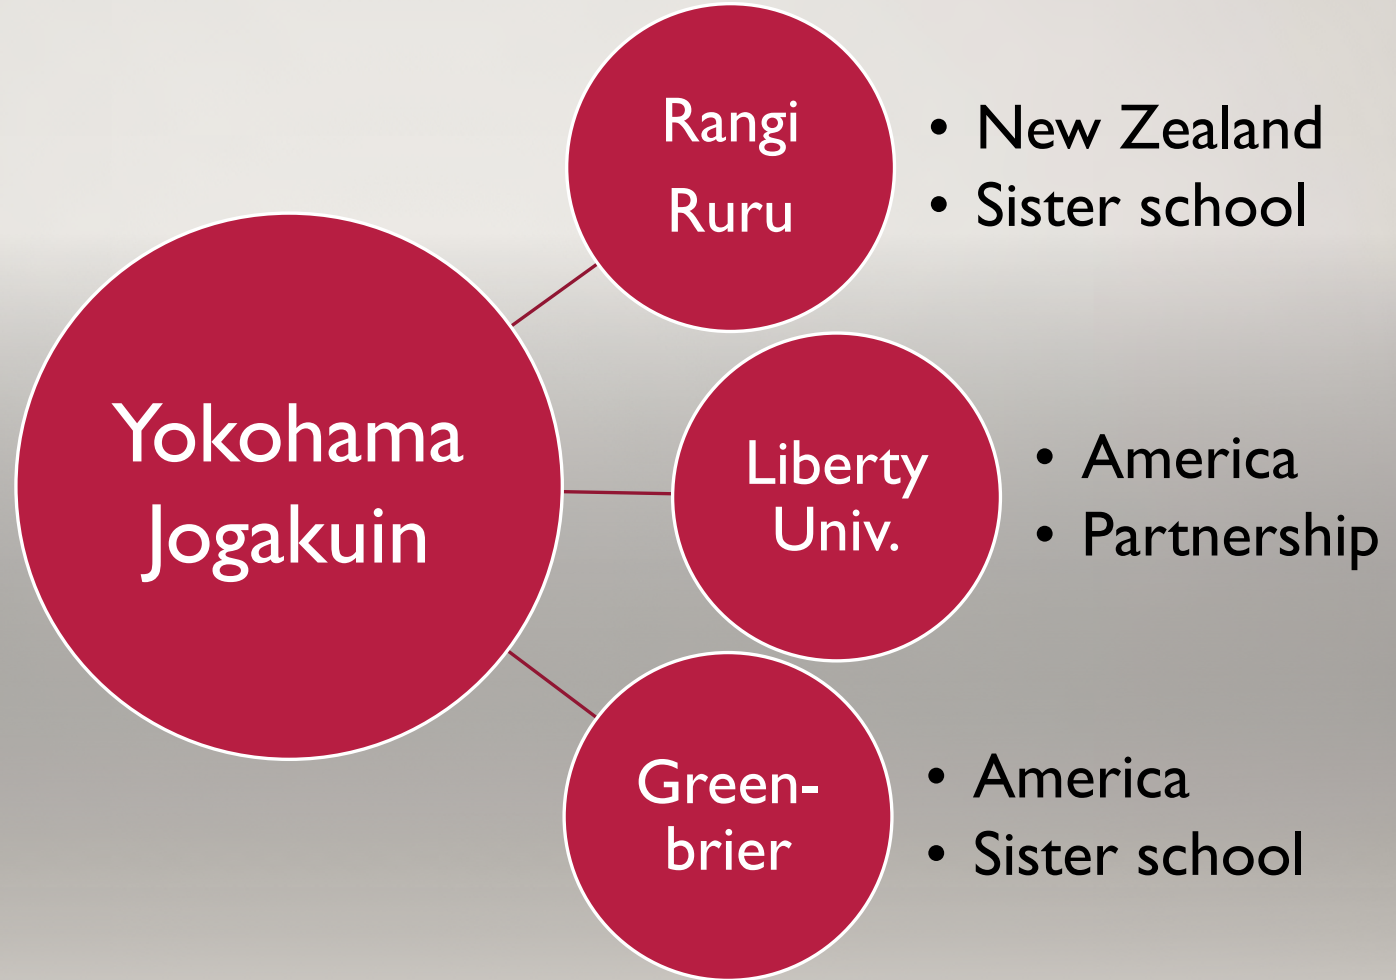 Yokohama
Jogakuin
Rangi
Ruru
• New Zealand
• Sister school
Liberty
Univ.
• America
• Partnership
Green-
brier
• America
• Sister school